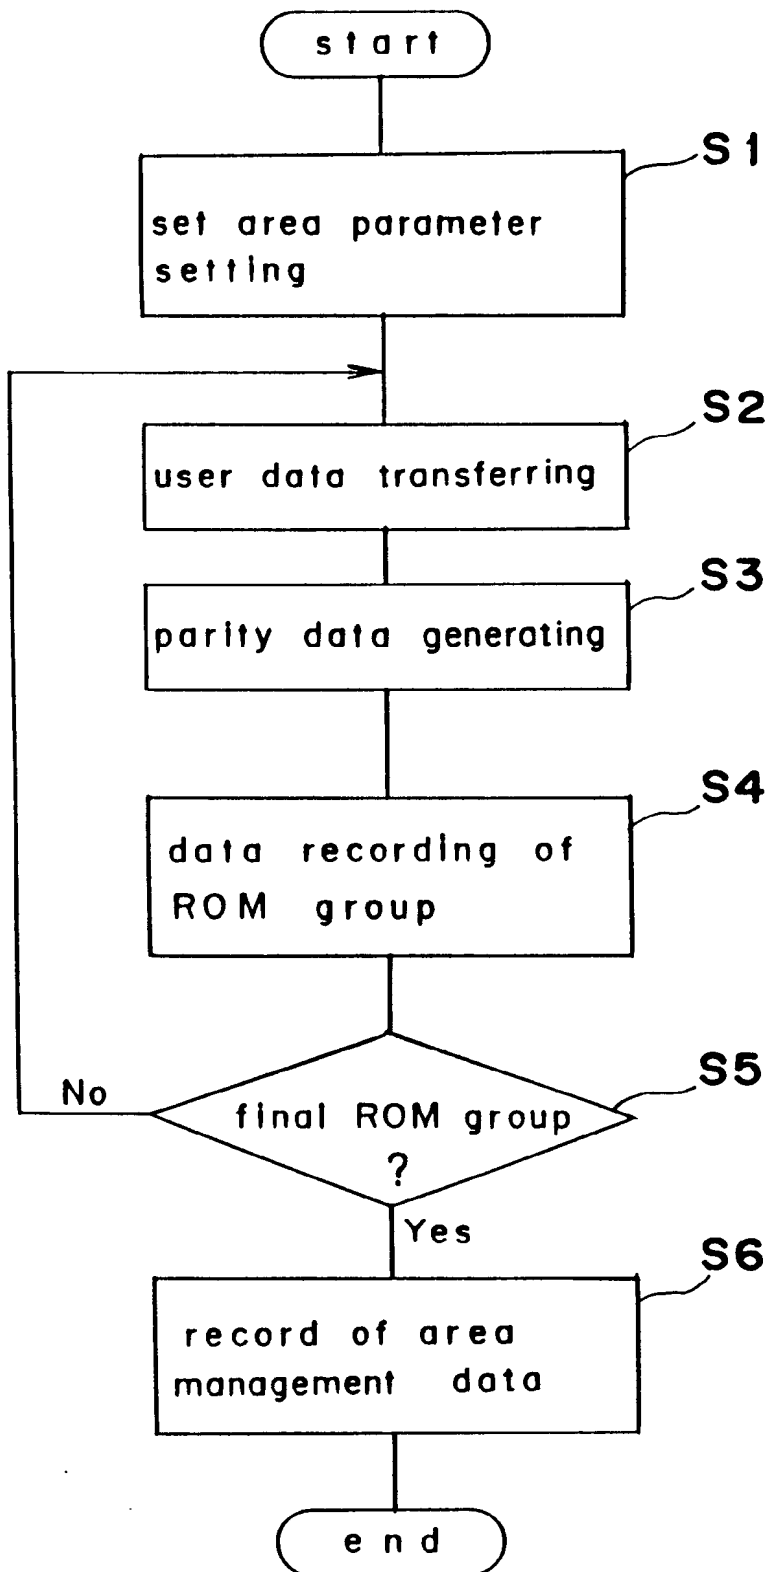 start
S1
set area parameter
setting
S2
user data transferring
S3
parity data generating
S4
data recording of
ROM group
S5
No
final ROM group
?
Yes
S6
record of area
management data
end